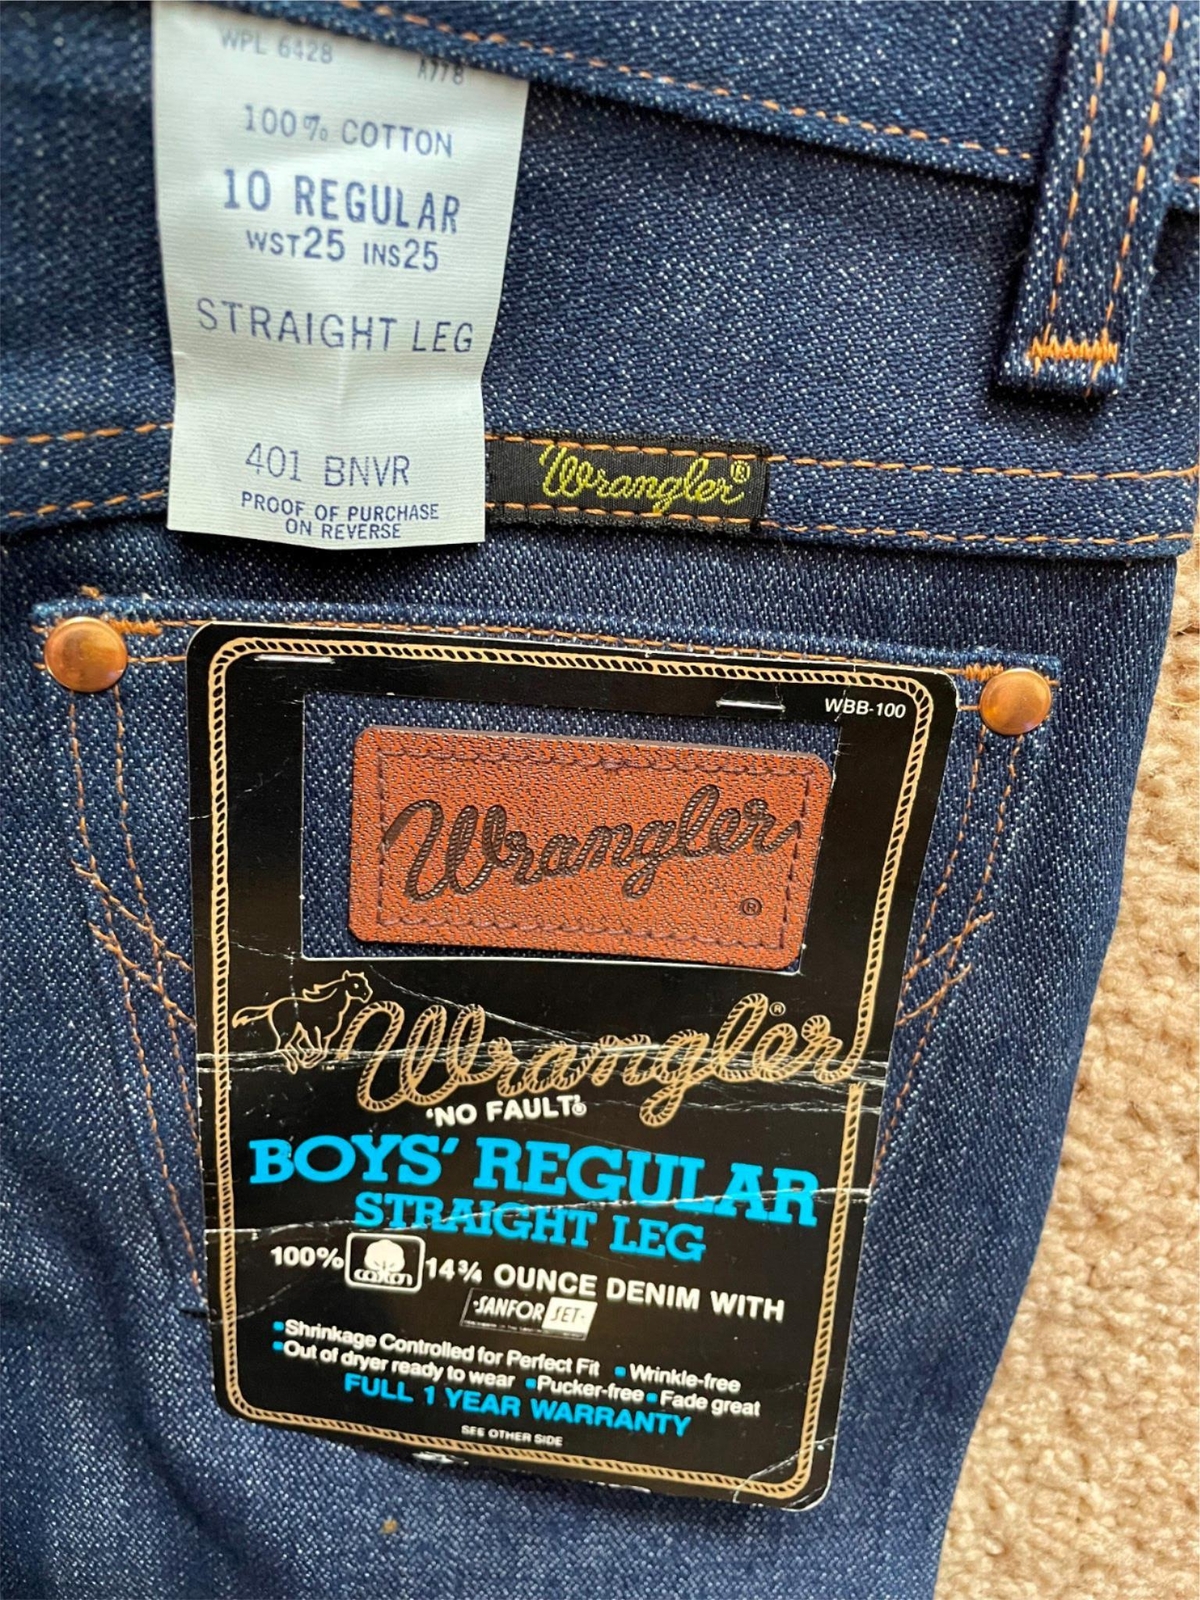 WPL 6428
A778
100% COTTON
10 REGULAR
WST25 INS25
STRAIGHT LEG
401 BNVR
PROOF OF PURCHASE
ON REVERSE
Wrangler®
WBB-100
Wrangler
®
Wrangler®
TM
'NO FAULT'®
BOYS' REGULAR
STRAIGHT LEG
100% cotton 14¾ OUNCE DENIM WITH
·SANFOR SET·
•Shrinkage Controlled for Perfect Fit •Wrinkle-free
•Out of dryer ready to wear •Pucker-free •Fade great
FULL 1 YEAR WARRANTY
SEE OTHER SIDE